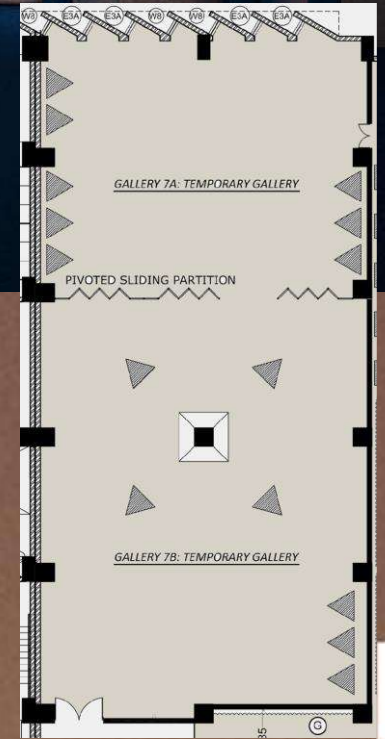 W8 E3A E3A W8 W8 E3A E3A
GALLERY 7A: TEMPORARY GALLERY
PIVOTED SLIDING PARTITION
GALLERY 7B: TEMPORARY GALLERY
G